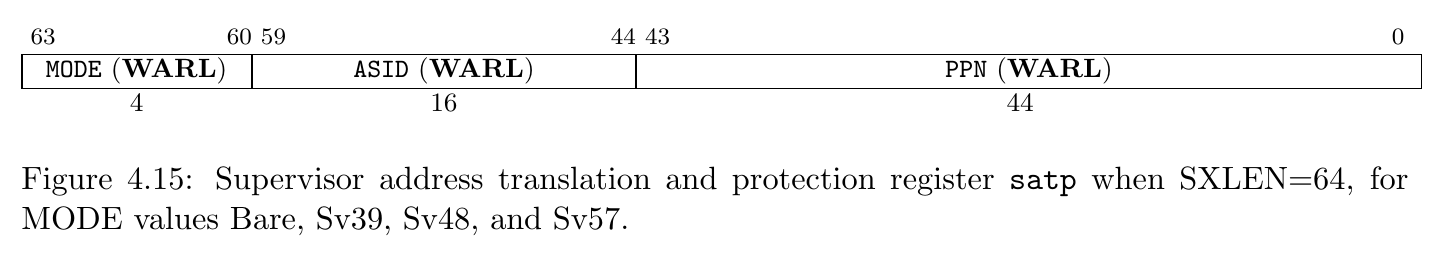 63 60 59 44 43 0
MODE (WARL) ASID (WARL) PPN (WARL)
4 16 44
Figure 4.15: Supervisor address translation and protection register satp when SXLEN=64, for
MODE values Bare, Sv39, Sv48, and Sv57.